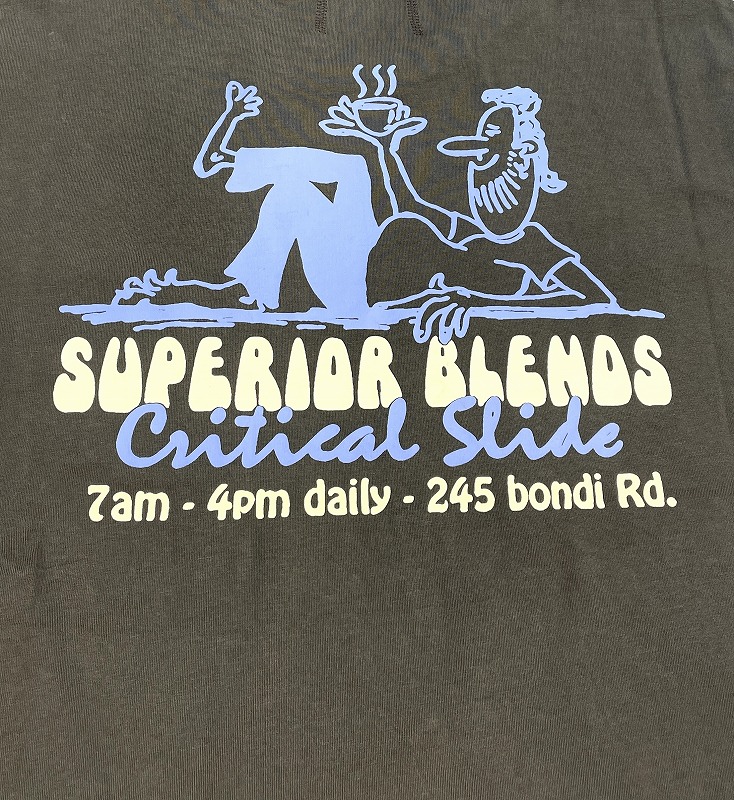 SUPERIOR BLENDS
Critical Slide
7am - 4pm daily - 245 bondi Rd.